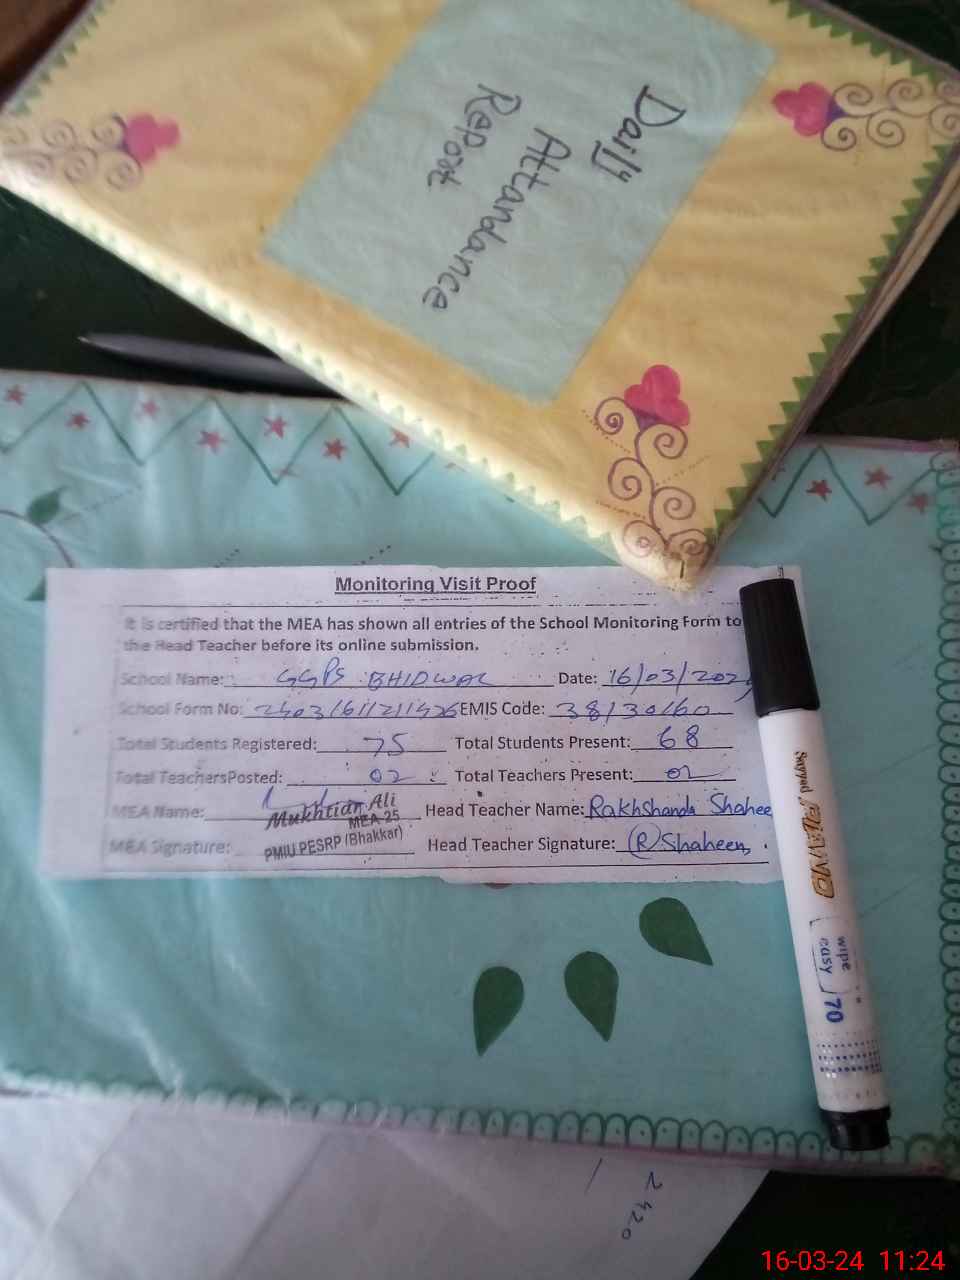 Daily
Attandance
Report
Monitoring Visit Proof
It is certified that the MEA has shown all entries of the School Monitoring Form to
the Head Teacher before its online submission.
School Name: GGPS BHIDWAL Date: 16/03/202
School Form No: EMIS Code: 38130160
Total Students Registered: 75 Total Students Present: 68
Total TeachersPosted: 02 Total Teachers Present: 02
MEA Name: Mukhtiar Ali Head Teacher Name: Rakhshanda Shahee
MEA-25
MEA Signature: PMIU PESRP (Bhakkar) Head Teacher Signature: (R) Shaheen
wipe
easy
70
2420
16-03-24 11:24